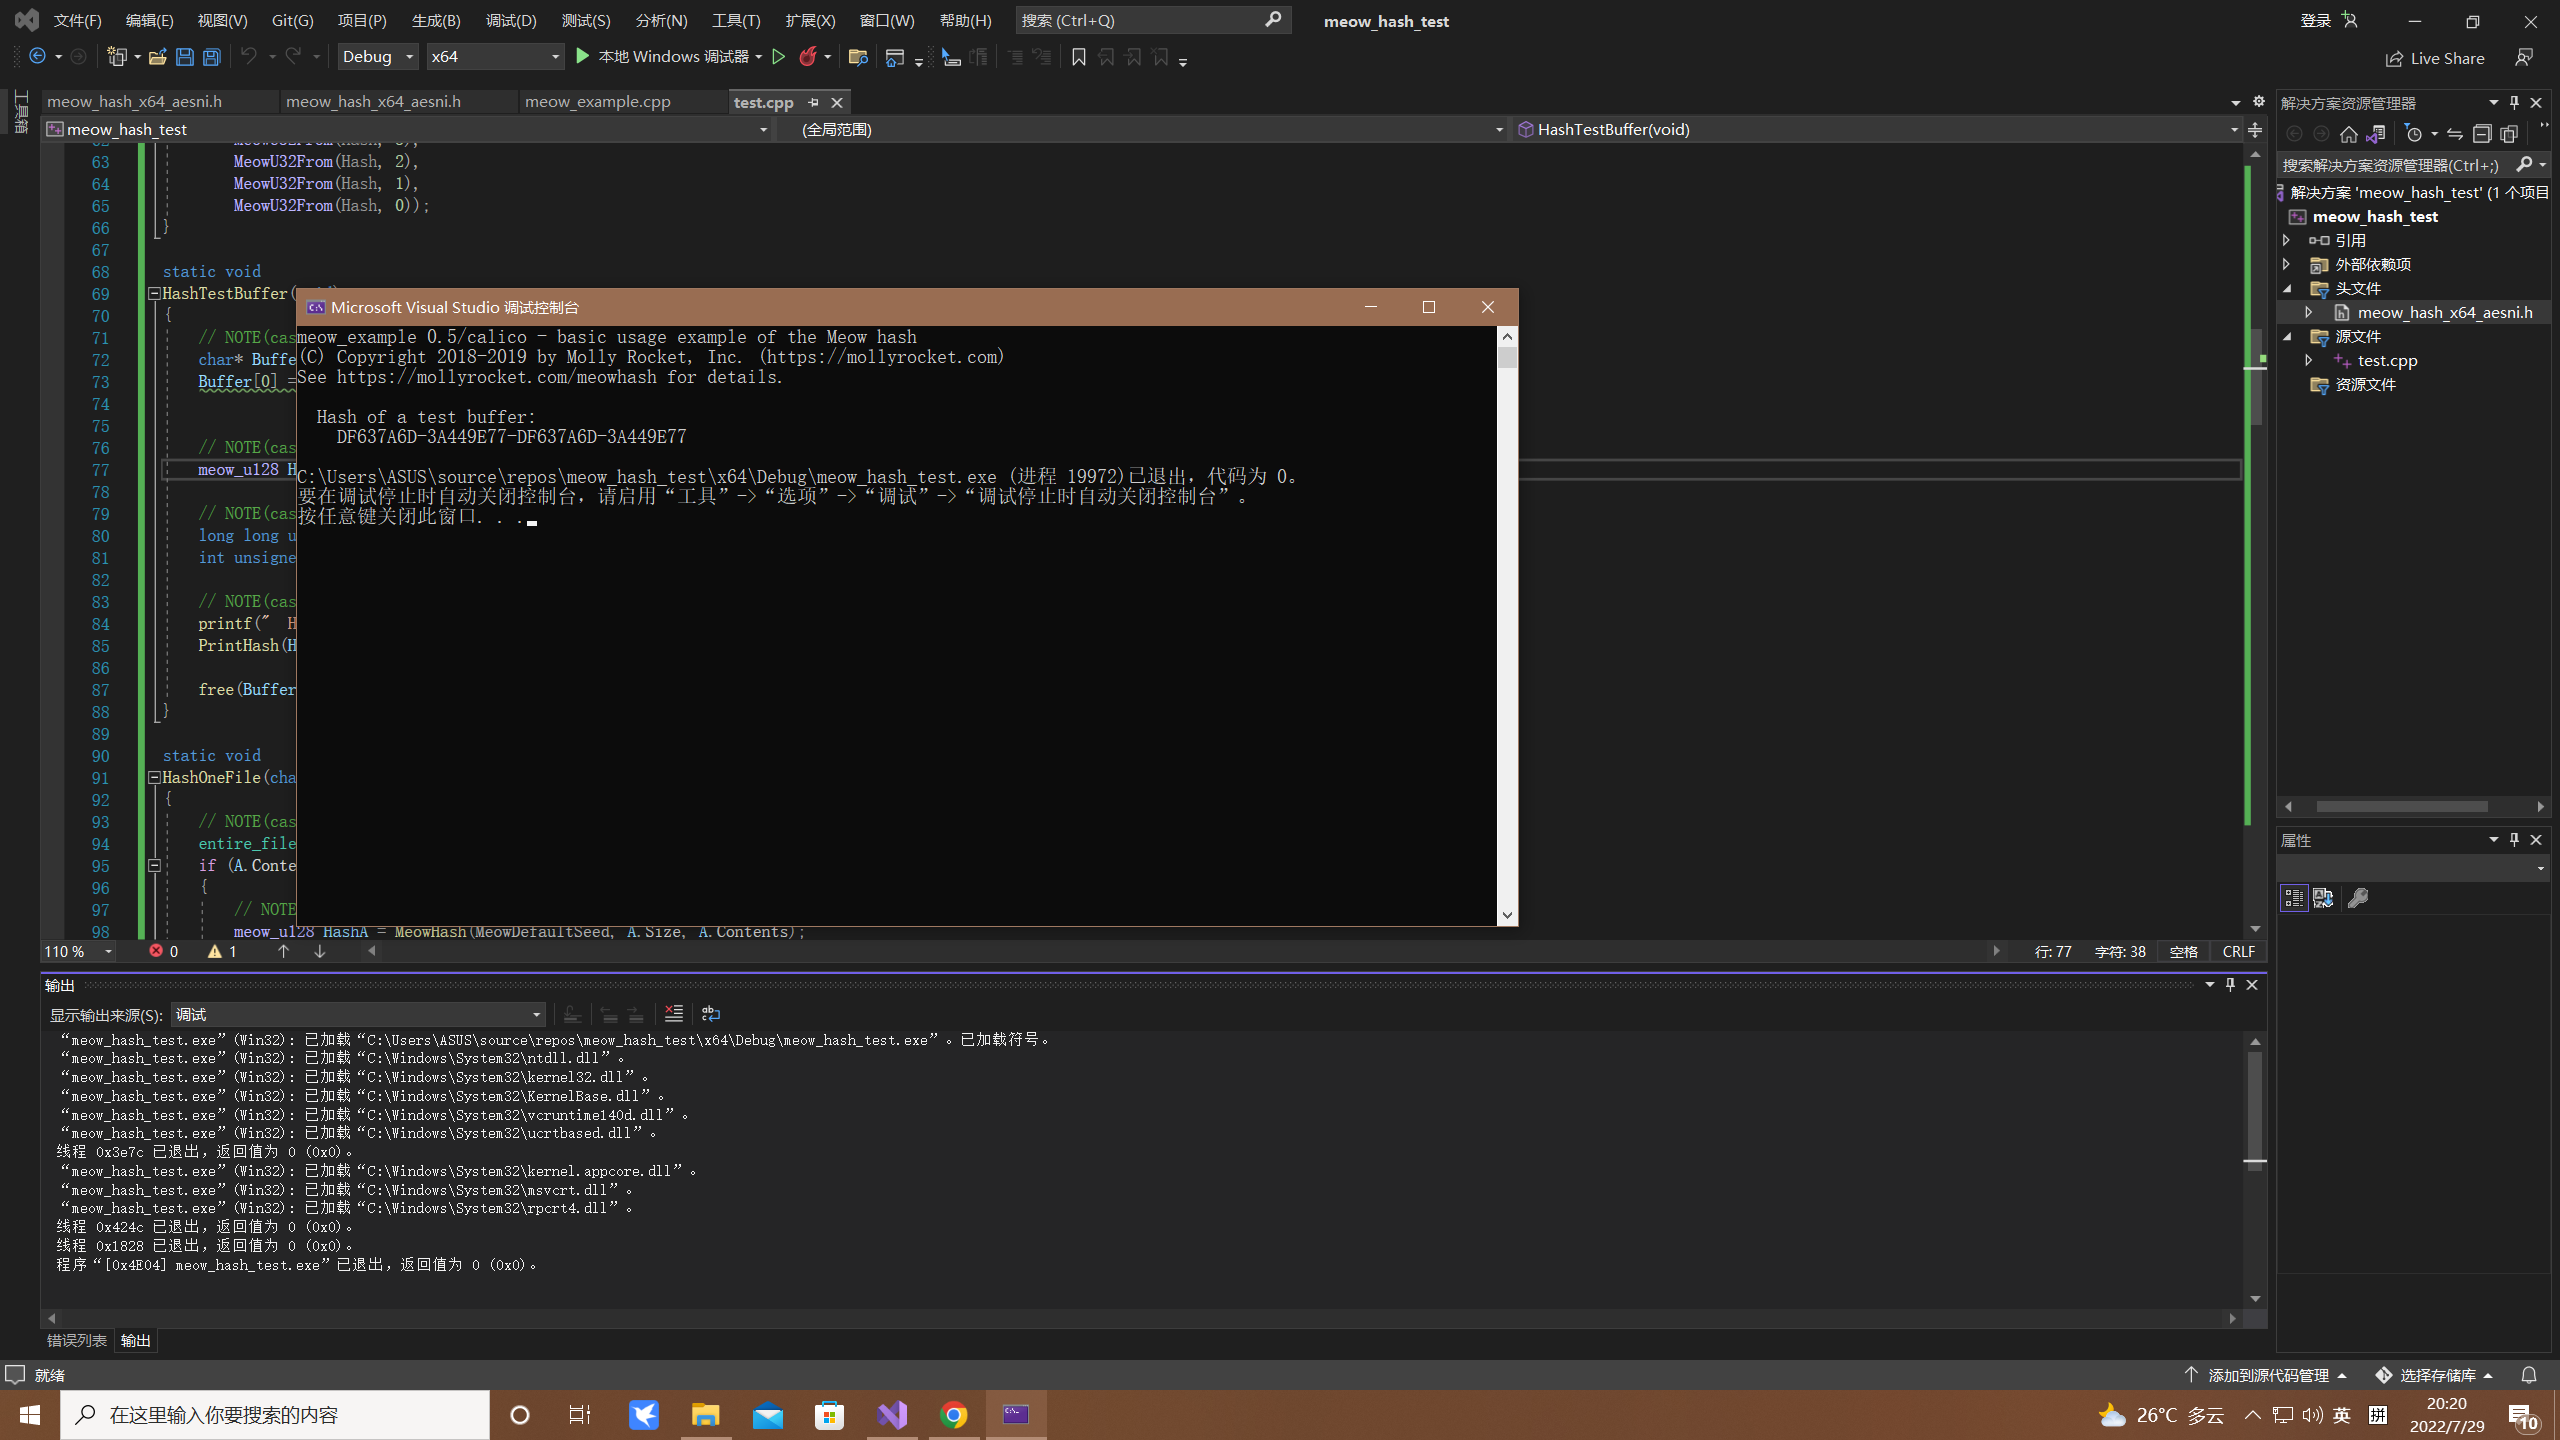 文件(F) 编辑(E) 视图(V) Git(G) 项目(P) 生成(B) 调试(D) 测试(S) 分析(N) 工具(T) 扩展(X) 窗口(W) 帮助(H) 搜索 (Ctrl+Q) meow_hash_test 登录
Debug x64 本地 Windows 调试器 Live Share
工具箱
meow_hash_x64_aesni.h meow_hash_x64_aesni.h meow_example.cpp test.cpp
meow_hash_test (全局范围) HashTestBuffer(void)
63 MeowU32From(Hash, 2),
64 MeowU32From(Hash, 1),
65 MeowU32From(Hash, 0));
66 }
67
68 static void
69 HashTestBuffer(
70 {
71 // NOTE(cas
72 char* Buffe
73 Buffer[0] =
74
75
76 // NOTE(cas
77 meow_u128 H
78
79 // NOTE(cas
80 long long u
81 int unsigne
82
83 // NOTE(cas
84 printf("  H
85 PrintHash(H
86
87 free(Buffer
88 }
89
90 static void
91 HashOneFile(cha
92 {
93 // NOTE(cas
94 entire_file
95 if (A.Conte
96 {
97 // NOTE
98 meow_u128 HashA = MeowHash(MeowDefaultSeed, A.Size, A.Contents);
Microsoft Visual Studio 调试控制台
meow_example 0.5/calico - basic usage example of the Meow hash
(C) Copyright 2018-2019 by Molly Rocket, Inc. (https://mollyrocket.com)
See https://mollyrocket.com/meowhash for details.
Hash of a test buffer:
DF637A6D-3A449E77-DF637A6D-3A449E77
C:\Users\ASUS\source\repos\meow_hash_test\x64\Debug\meow_hash_test.exe (进程 19972)已退出，代码为 0。
要在调试停止时自动关闭控制台，请启用“工具”->“选项”->“调试”->“调试停止时自动关闭控制台”。
按任意键关闭此窗口. . .
110 % 0 1 行: 77 字符: 38 空格 CRLF
输出
显示输出来源(S): 调试
“meow_hash_test.exe”(Win32): 已加载“C:\Users\ASUS\source\repos\meow_hash_test\x64\Debug\meow_hash_test.exe”。已加载符号。
“meow_hash_test.exe”(Win32): 已加载“C:\Windows\System32\ntdll.dll”。
“meow_hash_test.exe”(Win32): 已加载“C:\Windows\System32\kernel32.dll”。
“meow_hash_test.exe”(Win32): 已加载“C:\Windows\System32\KernelBase.dll”。
“meow_hash_test.exe”(Win32): 已加载“C:\Windows\System32\vcruntime140d.dll”。
“meow_hash_test.exe”(Win32): 已加载“C:\Windows\System32\ucrtbased.dll”。
线程 0x3e7c 已退出，返回值为 0 (0x0)。
“meow_hash_test.exe”(Win32): 已加载“C:\Windows\System32\kernel.appcore.dll”。
“meow_hash_test.exe”(Win32): 已加载“C:\Windows\System32\msvcrt.dll”。
“meow_hash_test.exe”(Win32): 已加载“C:\Windows\System32\rpcrt4.dll”。
线程 0x424c 已退出，返回值为 0 (0x0)。
线程 0x1828 已退出，返回值为 0 (0x0)。
程序“[0x4E04] meow_hash_test.exe”已退出，返回值为 0 (0x0)。
错误列表 输出
解决方案资源管理器
搜索解决方案资源管理器(Ctrl+;)
解决方案 'meow_hash_test' (1 个项目
meow_hash_test
引用
外部依赖项
头文件
meow_hash_x64_aesni.h
源文件
test.cpp
资源文件
属性
就绪 添加到源代码管理 选择存储库
在这里输入你要搜索的内容 26°C 多云 英 拼 20:20
2022/7/29 10